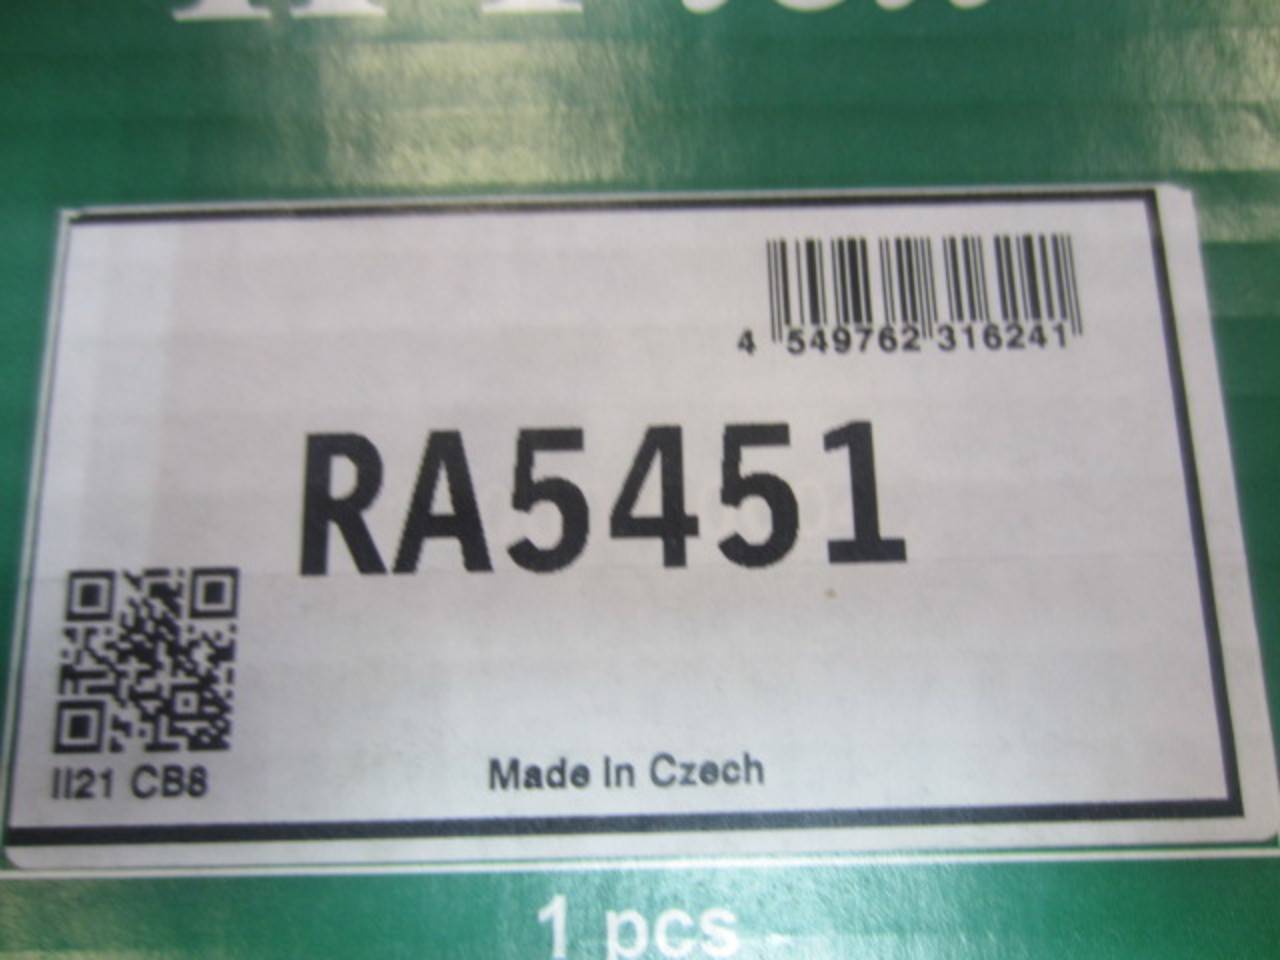 4 549762 316241
RA5451
II21 CB8
Made In Czech
1 pcs